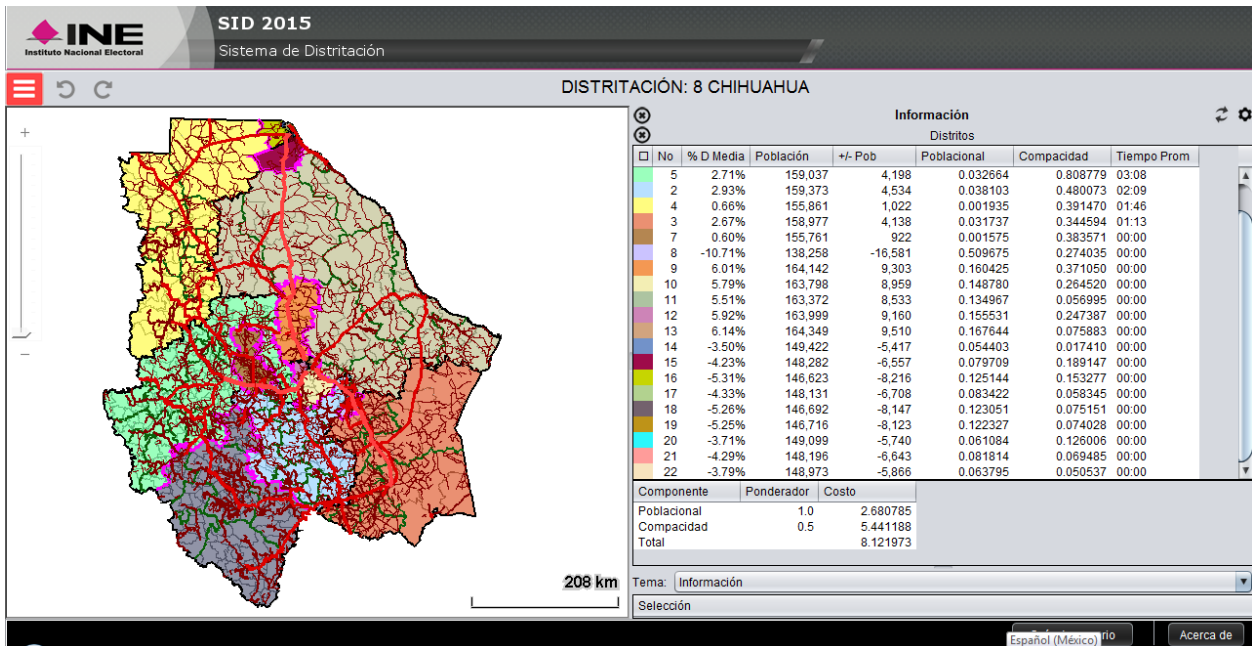 INE
Instituto Nacional Electoral
SID 2015
Sistema de Distritación
DISTRITACIÓN: 8 CHIHUAHUA
+
−
208 km
Información
Distritos
No % D Media Población +/- Pob Poblacional Compacidad Tiempo Prom
5 2.71% 159,037 4,198 0.032664 0.808779 03:08
2 2.93% 159,373 4,534 0.038103 0.480073 02:09
4 0.66% 155,861 1,022 0.001935 0.391470 01:46
3 2.67% 158,977 4,138 0.031737 0.344594 01:13
7 0.60% 155,761 922 0.001575 0.383571 00:00
8 -10.71% 138,258 -16,581 0.509675 0.274035 00:00
9 6.01% 164,142 9,303 0.160425 0.371050 00:00
10 5.79% 163,798 8,959 0.148780 0.264520 00:00
11 5.51% 163,372 8,533 0.134967 0.056995 00:00
12 5.92% 163,999 9,160 0.155531 0.247387 00:00
13 6.14% 164,349 9,510 0.167644 0.075883 00:00
14 -3.50% 149,422 -5,417 0.054403 0.017410 00:00
15 -4.23% 148,282 -6,557 0.079709 0.189147 00:00
16 -5.31% 146,623 -8,216 0.125144 0.153277 00:00
17 -4.33% 148,131 -6,708 0.083422 0.058345 00:00
18 -5.26% 146,692 -8,147 0.123051 0.075151 00:00
19 -5.25% 146,716 -8,123 0.122327 0.074028 00:00
20 -3.71% 149,099 -5,740 0.061084 0.126006 00:00
21 -4.29% 148,196 -6,643 0.081814 0.069485 00:00
22 -3.79% 148,973 -5,866 0.063795 0.050537 00:00
Componente Ponderador Costo
Poblacional 1.0 2.680785
Compacidad 0.5 5.441188
Total 8.121973
Tema: Información
Selección
Español (México)
Acerca de